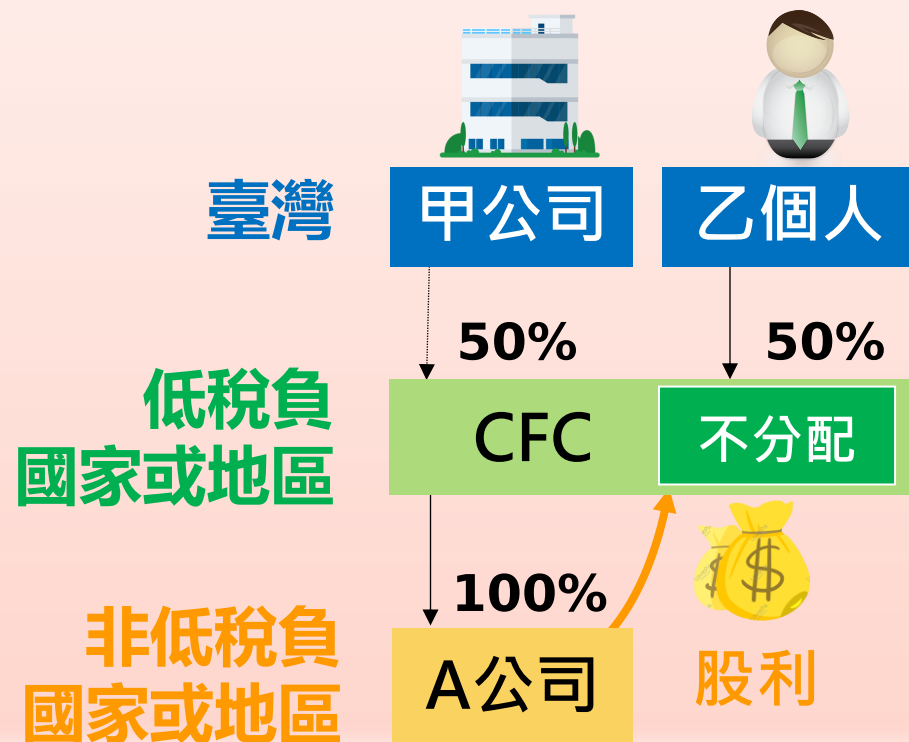 臺灣
甲公司
乙個人
50%
50%
低稅負
國家或地區
CFC
不分配
$
$
100%
非低稅負
國家或地區
A公司
股利